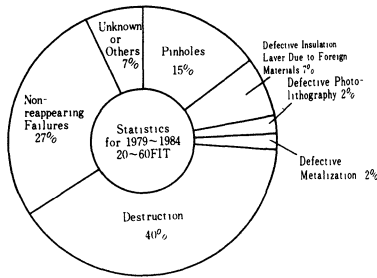 Unknown
or
Others
7%
Pinholes
15%
Defective Insulation
Layer Due to Foreign
Materials 7%
Defective Photo-
lithography 2%
Defective
Metalization 2%
Non-
reappearing
Failures
27%
Statistics
for 1979~1984
20~60FIT
Destruction
40%